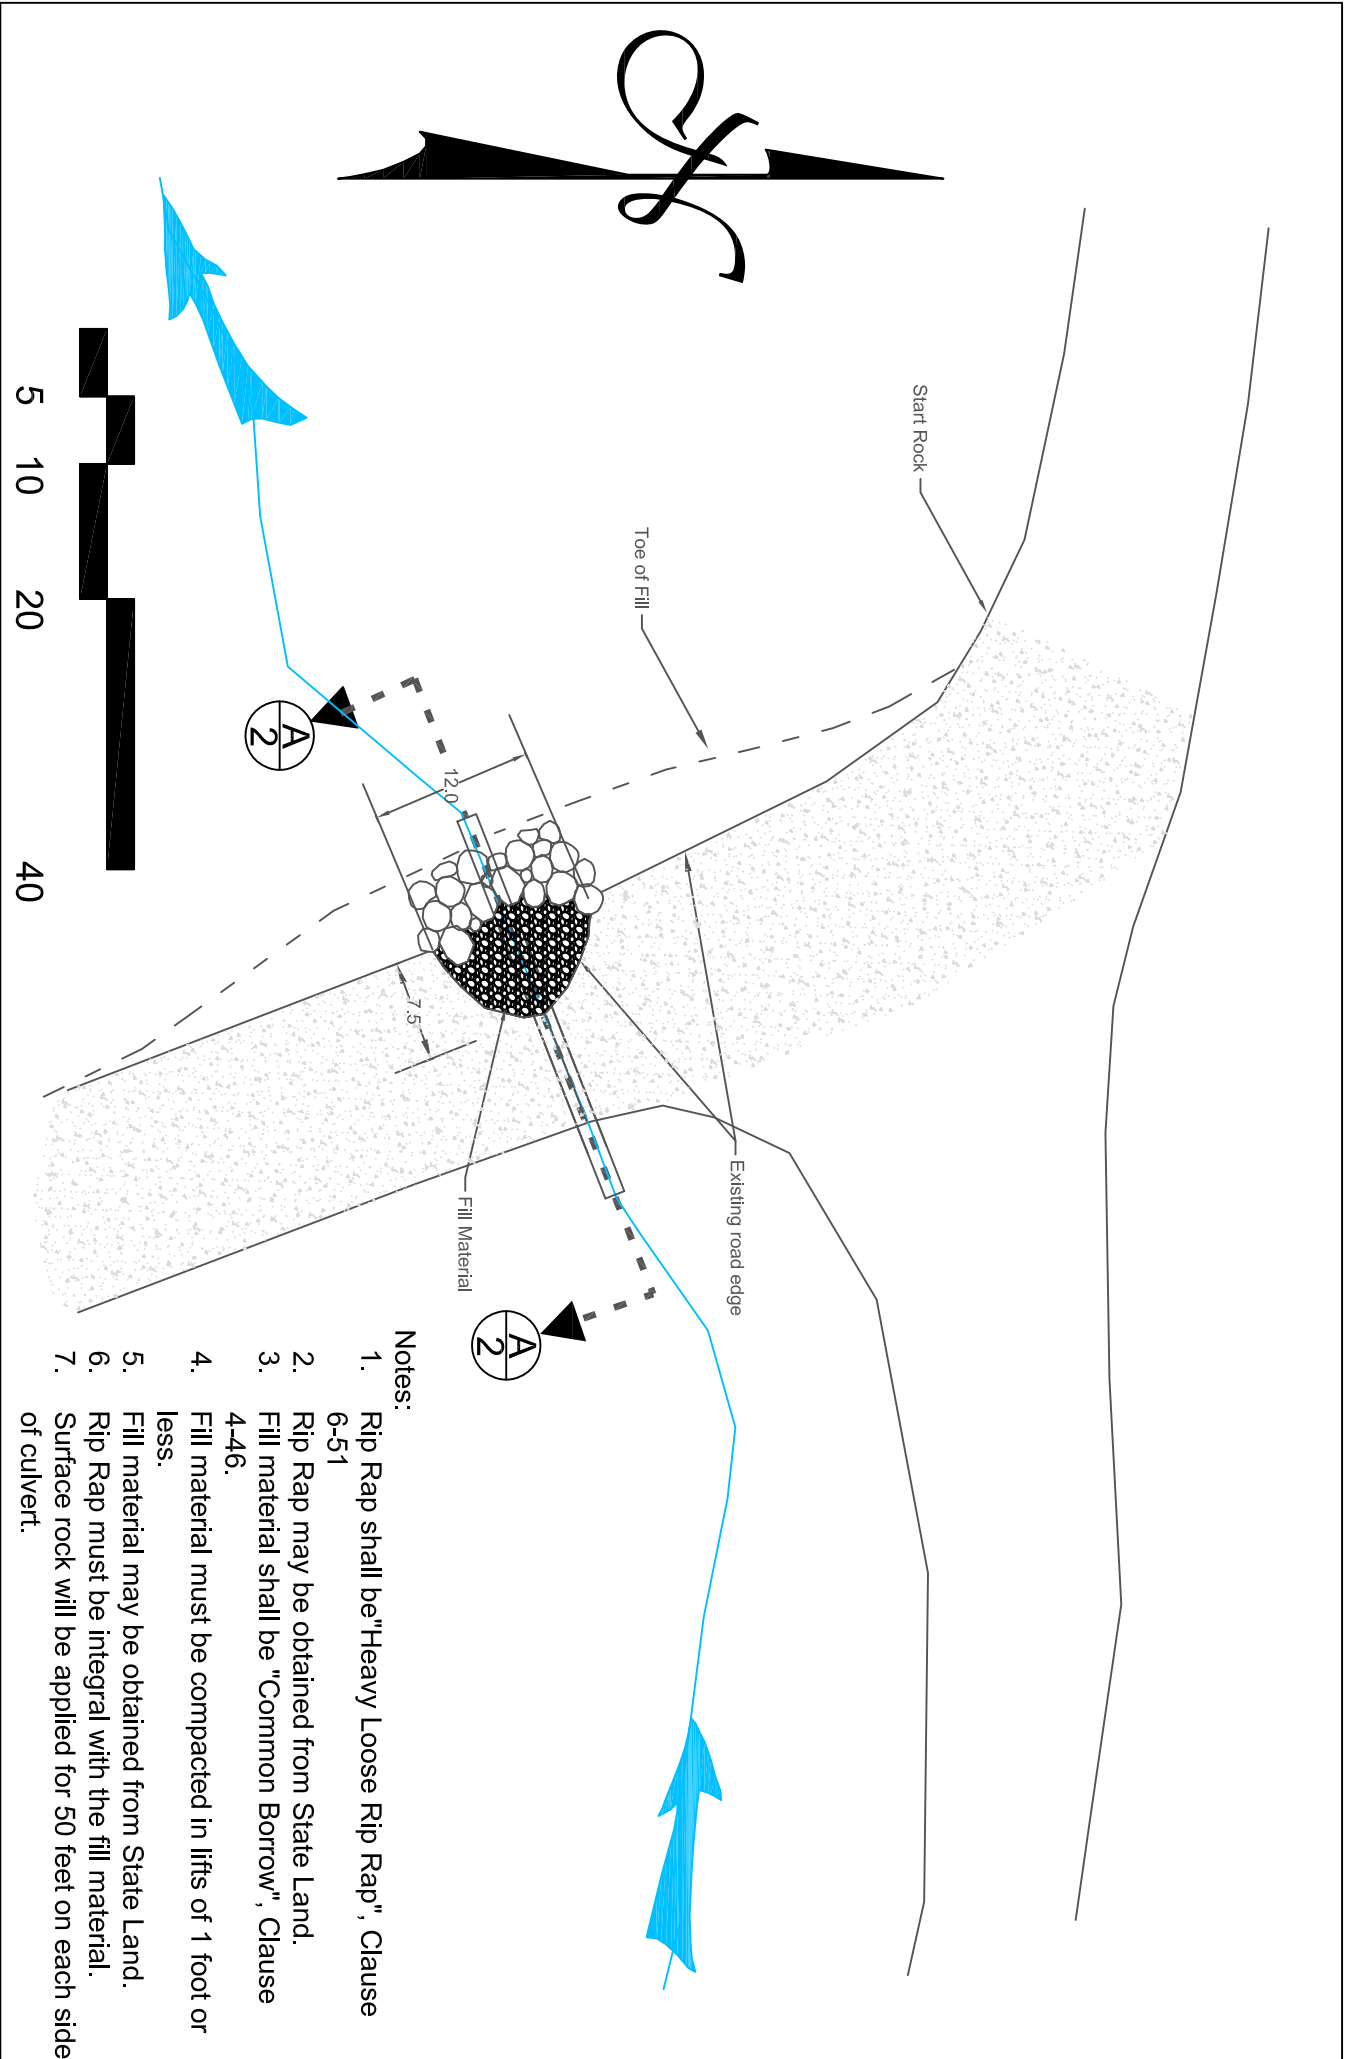 Start Rock
Toe of Fill
12.0
7.5
Existing road edge
Fill Material
A
2
A
2
5
10
20
40
Notes:
1. Rip Rap shall be"Heavy Loose Rip Rap", Clause
6-51
2. Rip Rap may be obtained from State Land.
3. Fill material shall be "Common Borrow", Clause
4-46.
4. Fill material must be compacted in lifts of 1 foot or
less.
5. Fill material may be obtained from State Land.
6. Rip Rap must be integral with the fill material.
7. Surface rock will be applied for 50 feet on each side
of culvert.